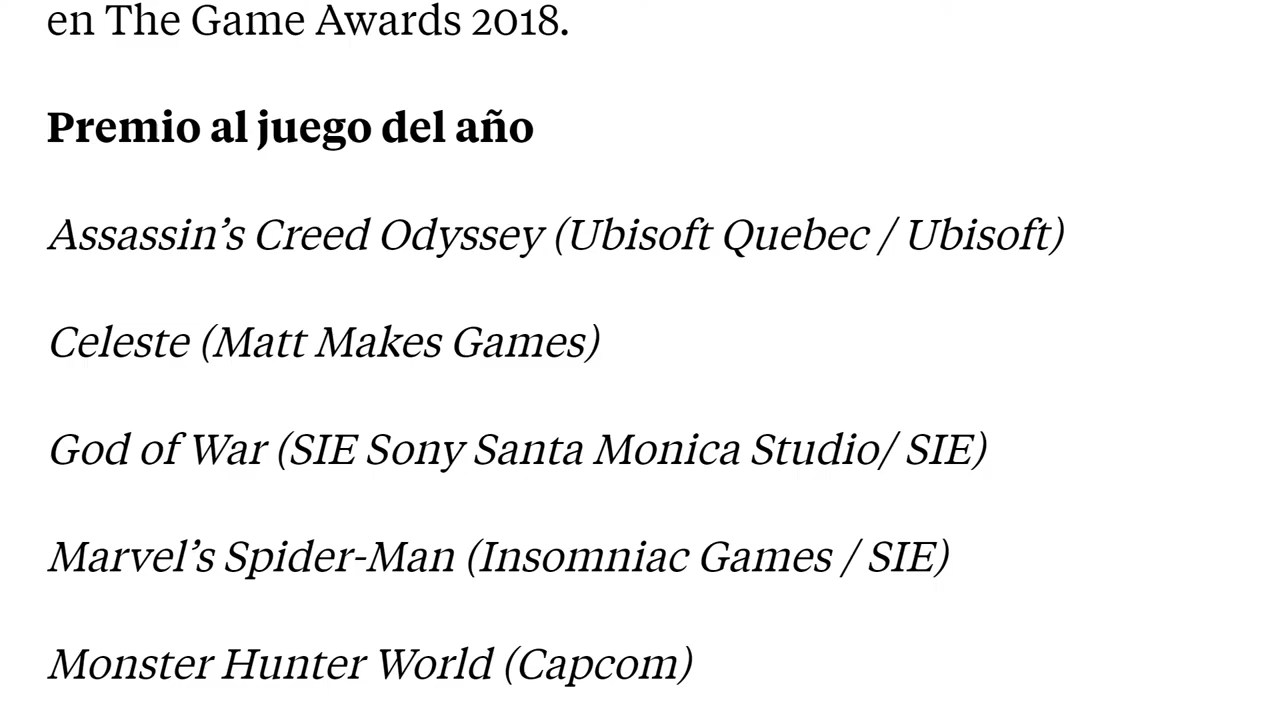 en The Game Awards 2018.
Premio al juego del año
Assassin’s Creed Odyssey (Ubisoft Quebec / Ubisoft)
Celeste (Matt Makes Games)
God of War (SIE Sony Santa Monica Studio/ SIE)
Marvel’s Spider-Man (Insomniac Games / SIE)
Monster Hunter World (Capcom)